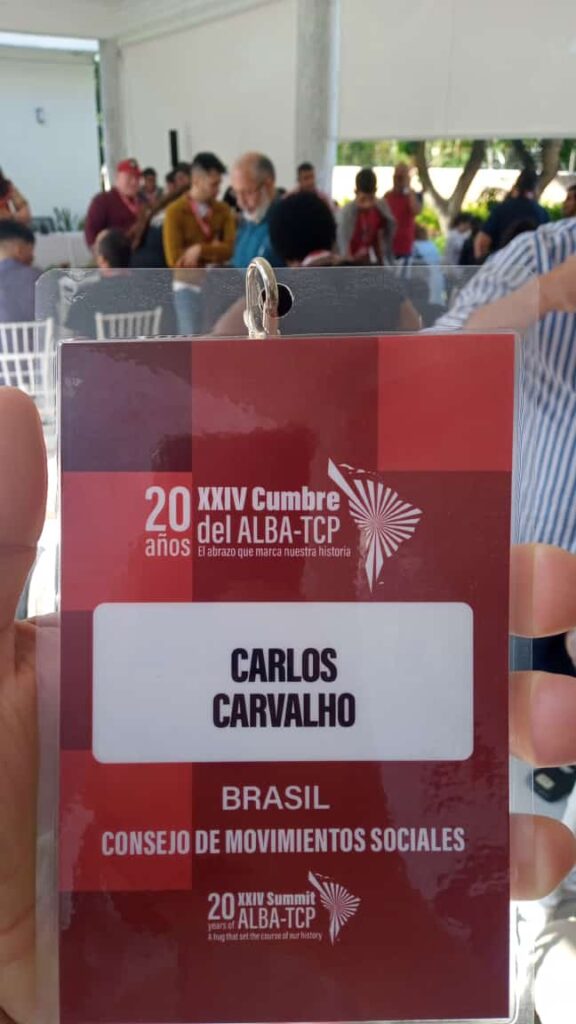 20 años
XXIV Cumbre
del ALBA-TCP
El abrazo que marca nuestra historia
CARLOS
CARVALHO
BRASIL
CONSEJO DE MOVIMIENTOS SOCIALES
20 years of
XXIV Summit
ALBA-TCP
A hug that set the course of our history